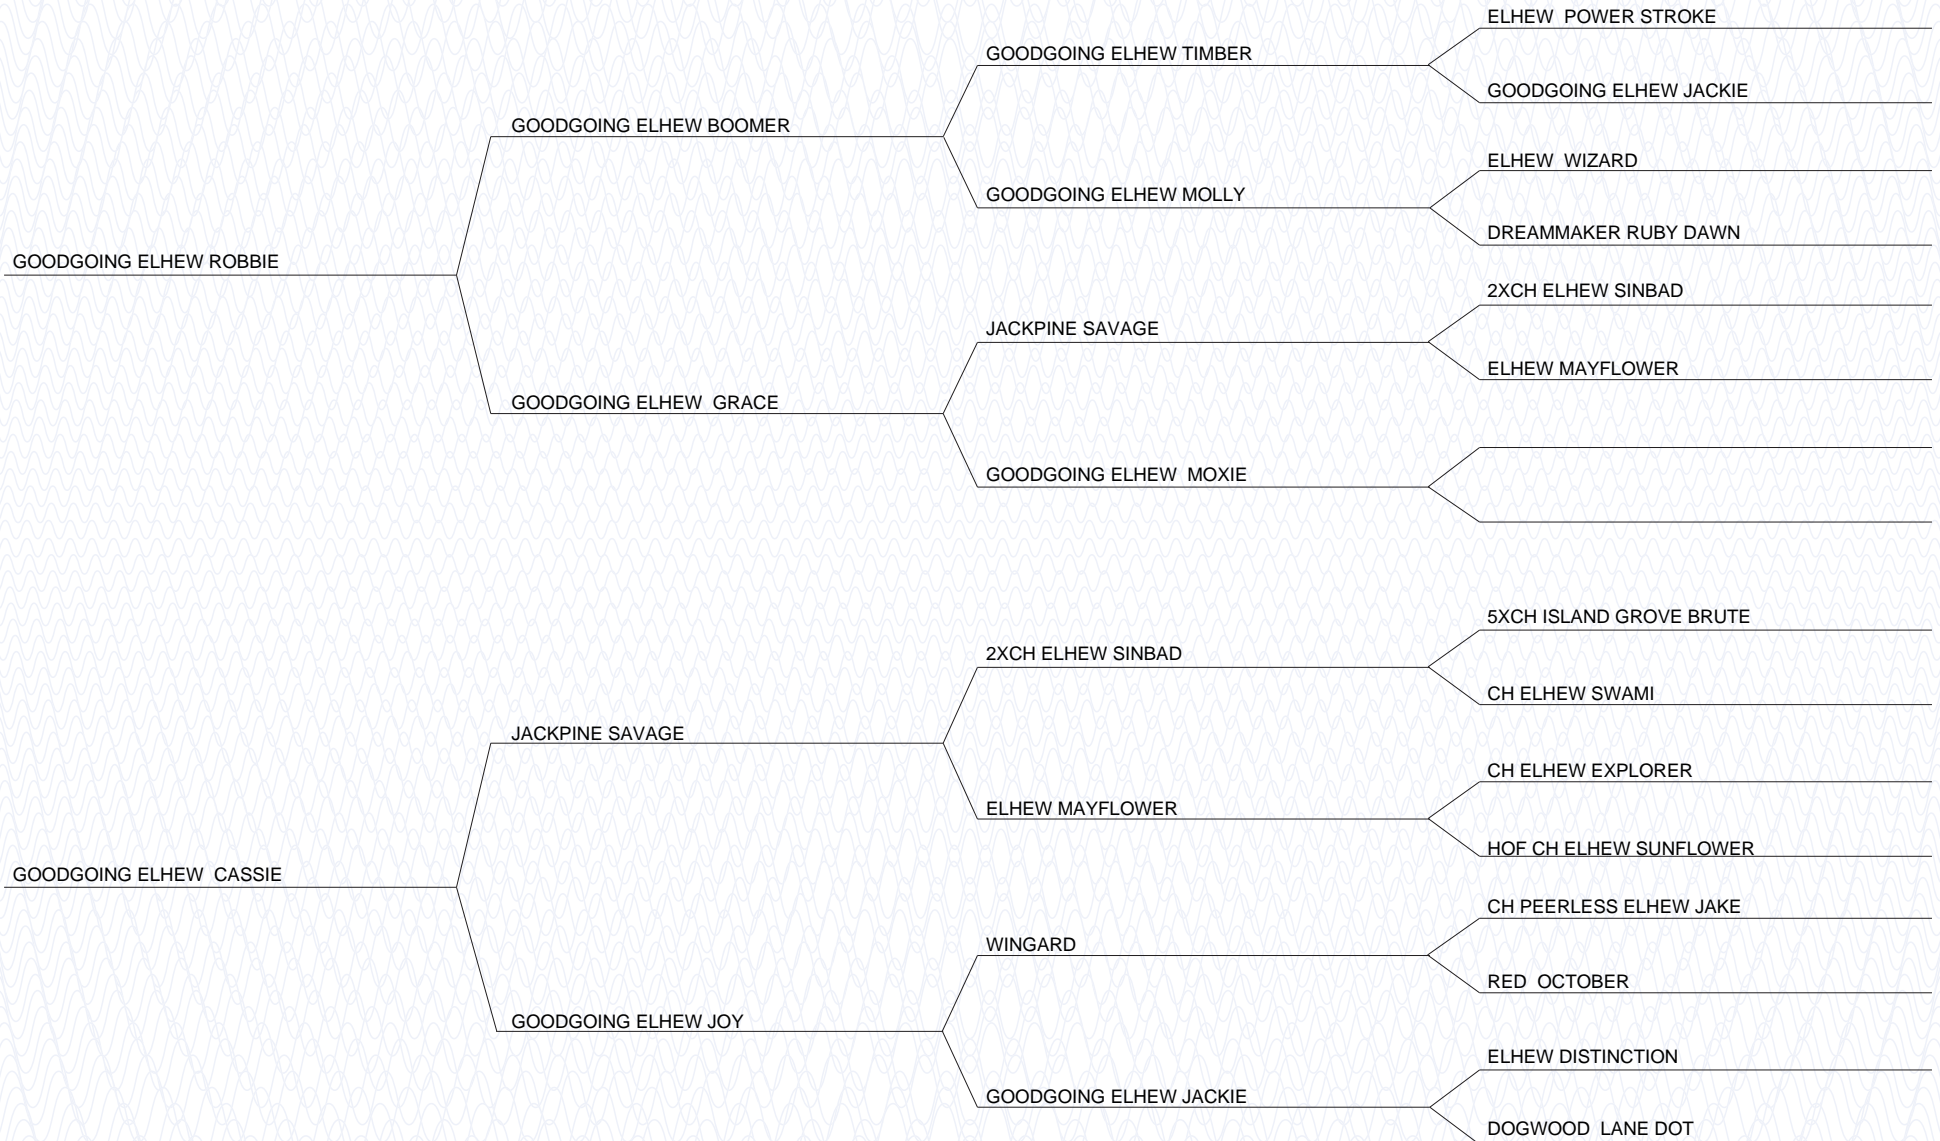 ELHEW  POWER STROKE
GOODGOING ELHEW TIMBER
GOODGOING ELHEW JACKIE
GOODGOING ELHEW BOOMER
ELHEW  WIZARD
GOODGOING ELHEW MOLLY
DREAMMAKER RUBY DAWN
GOODGOING ELHEW ROBBIE
2XCH ELHEW SINBAD
JACKPINE SAVAGE
ELHEW MAYFLOWER
GOODGOING ELHEW  GRACE
GOODGOING ELHEW  MOXIE
5XCH ISLAND GROVE BRUTE
2XCH ELHEW SINBAD
CH ELHEW SWAMI
JACKPINE SAVAGE
CH ELHEW EXPLORER
ELHEW MAYFLOWER
HOF CH ELHEW SUNFLOWER
GOODGOING ELHEW  CASSIE
CH PEERLESS ELHEW JAKE
WINGARD
RED  OCTOBER
GOODGOING ELHEW JOY
ELHEW DISTINCTION
GOODGOING ELHEW JACKIE
DOGWOOD  LANE DOT